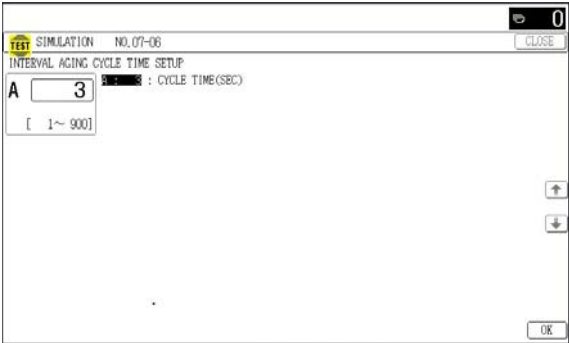 0
TEST SIMULATION NO.07-06 CLOSE
INTERVAL AGING CYCLE TIME SETUP
A 3 A : 3 : CYCLE TIME(SEC)
[ 1~ 900]
OK